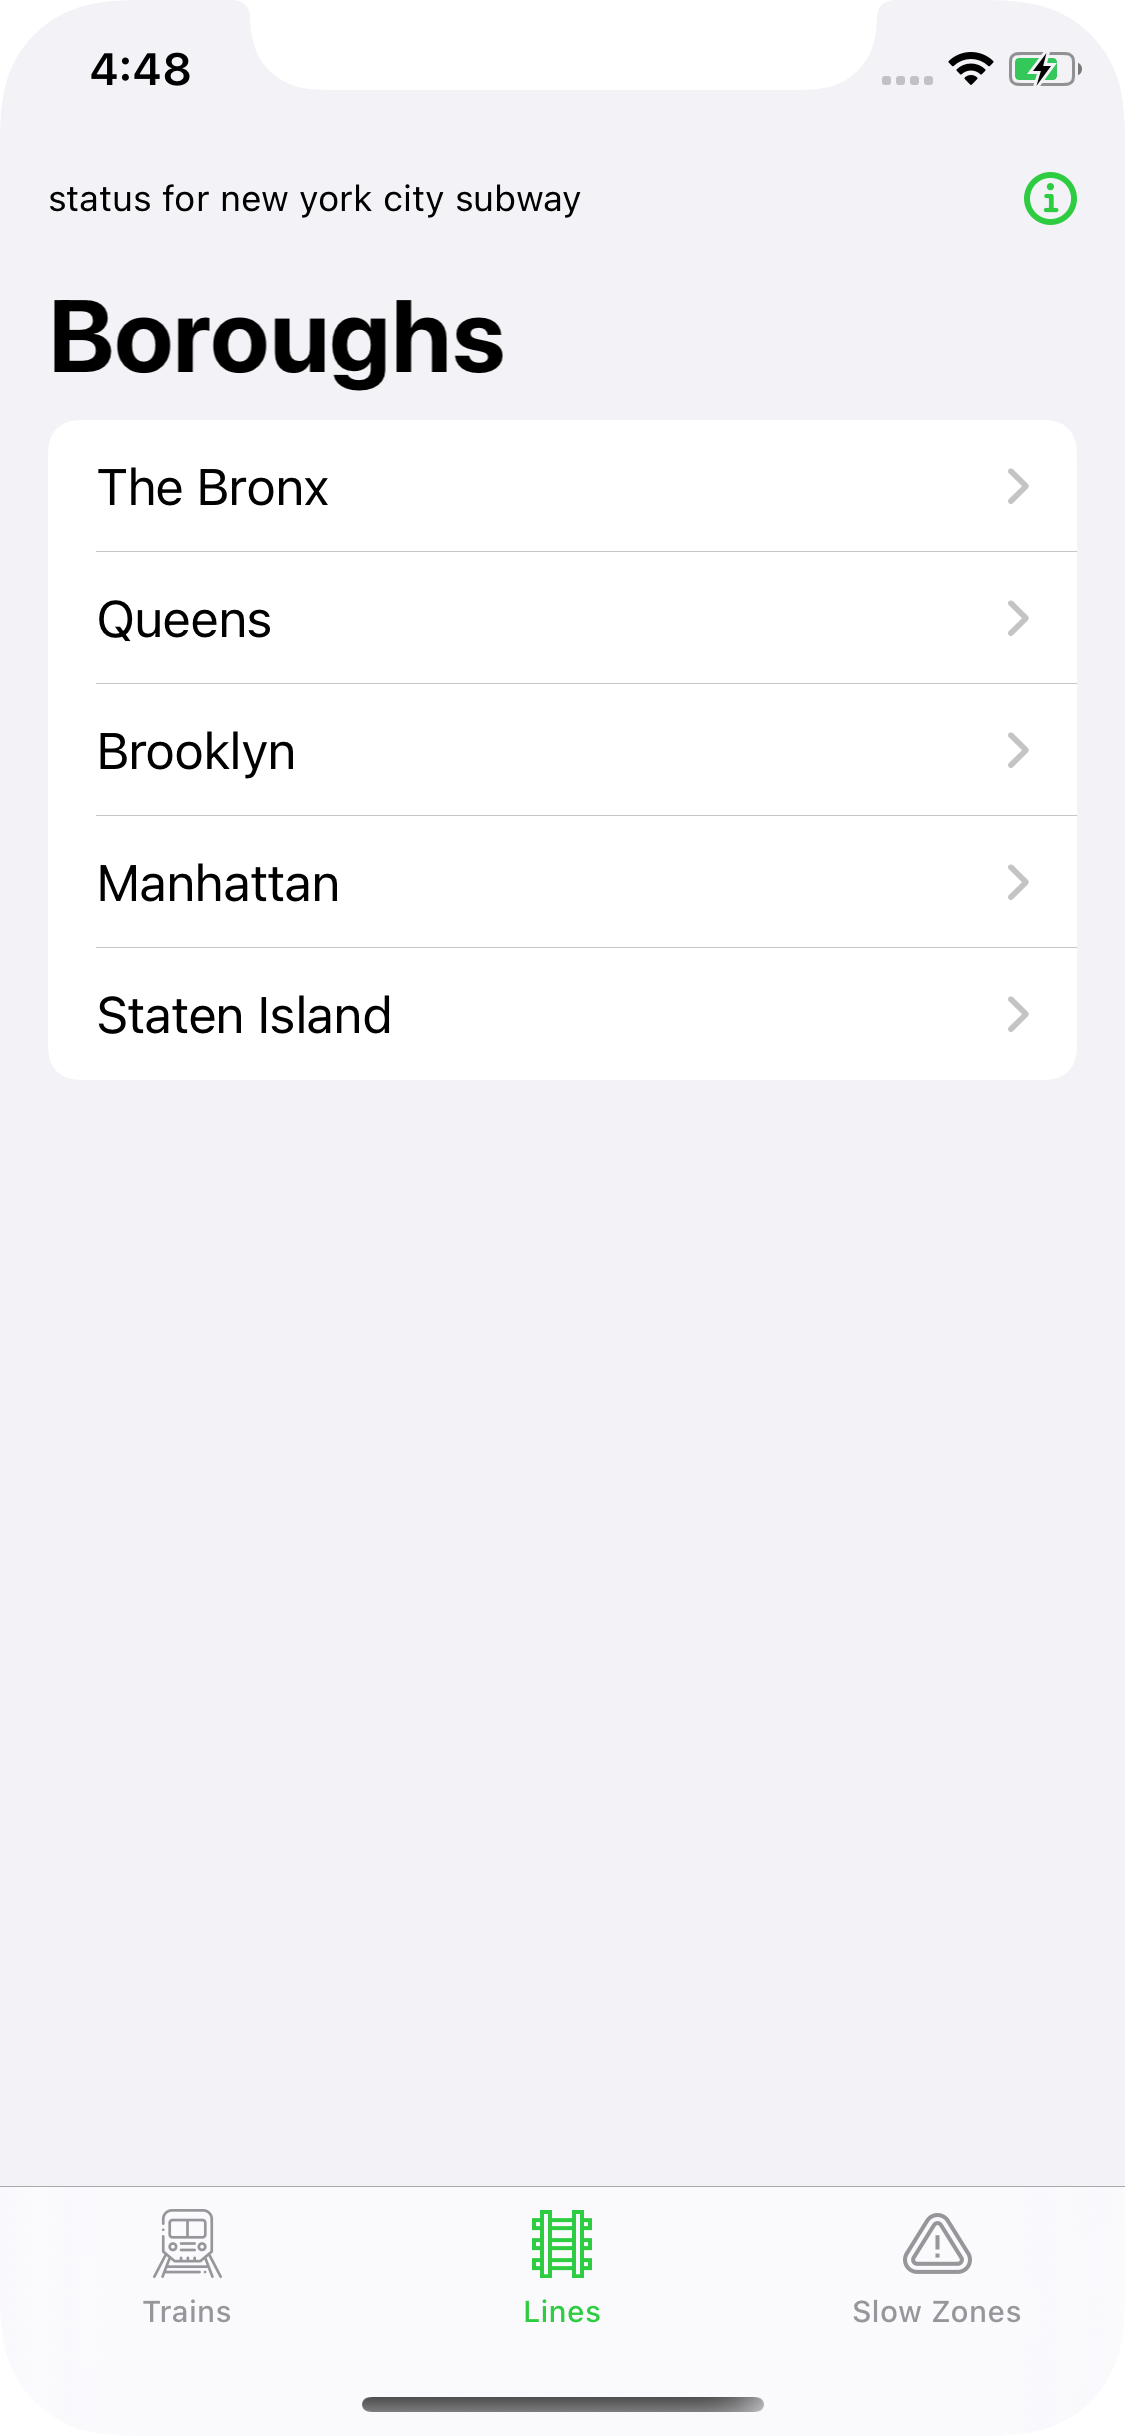 4:48
status for new york city subway
Boroughs
The Bronx
Queens
Brooklyn
Manhattan
Staten Island
Trains
Lines
Slow Zones